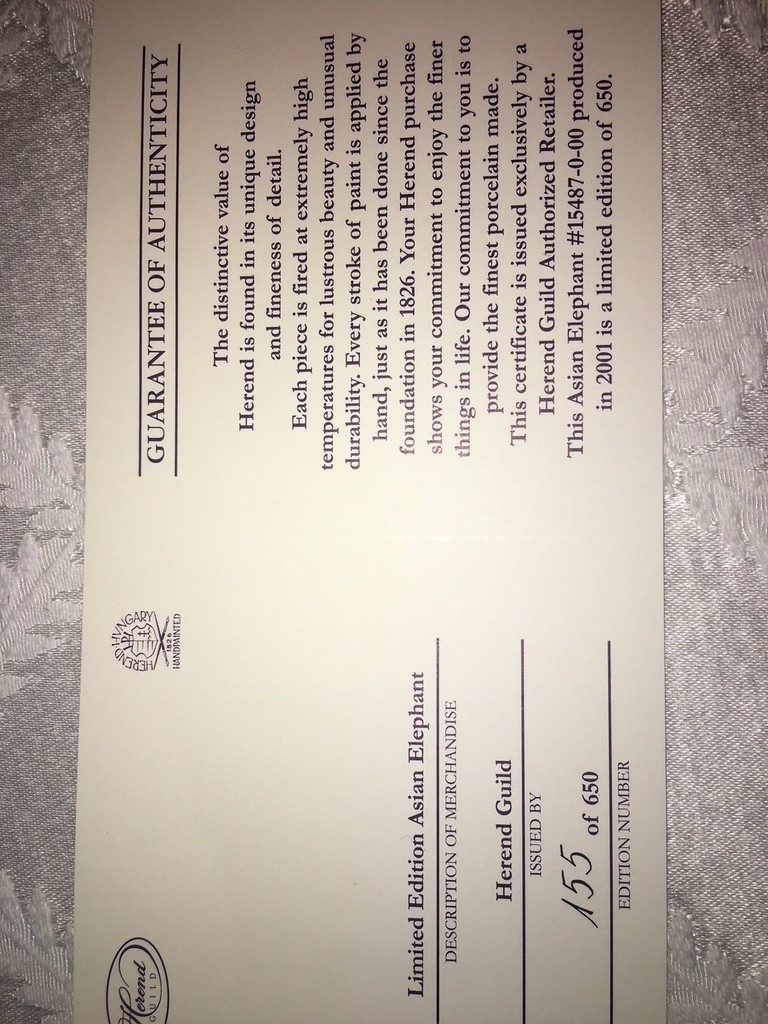 Herend
GUILD
HEREND HVNGARY
1826
HANDPAINTED
Limited Edition Asian Elephant
DESCRIPTION OF MERCHANDISE
Herend Guild
ISSUED BY
155 of 650
EDITION NUMBER
GUARANTEE OF AUTHENTICITY
The distinctive value of
Herend is found in its unique design
and fineness of detail.
Each piece is fired at extremely high
temperatures for lustrous beauty and unusual
durability. Every stroke of paint is applied by
hand, just as it has been done since the
foundation in 1826. Your Herend purchase
shows your commitment to enjoy the finer
things in life. Our commitment to you is to
provide the finest porcelain made.
This certificate is issued exclusively by a
Herend Guild Authorized Retailer.
This Asian Elephant #15487-0-00 produced
in 2001 is a limited edition of 650.